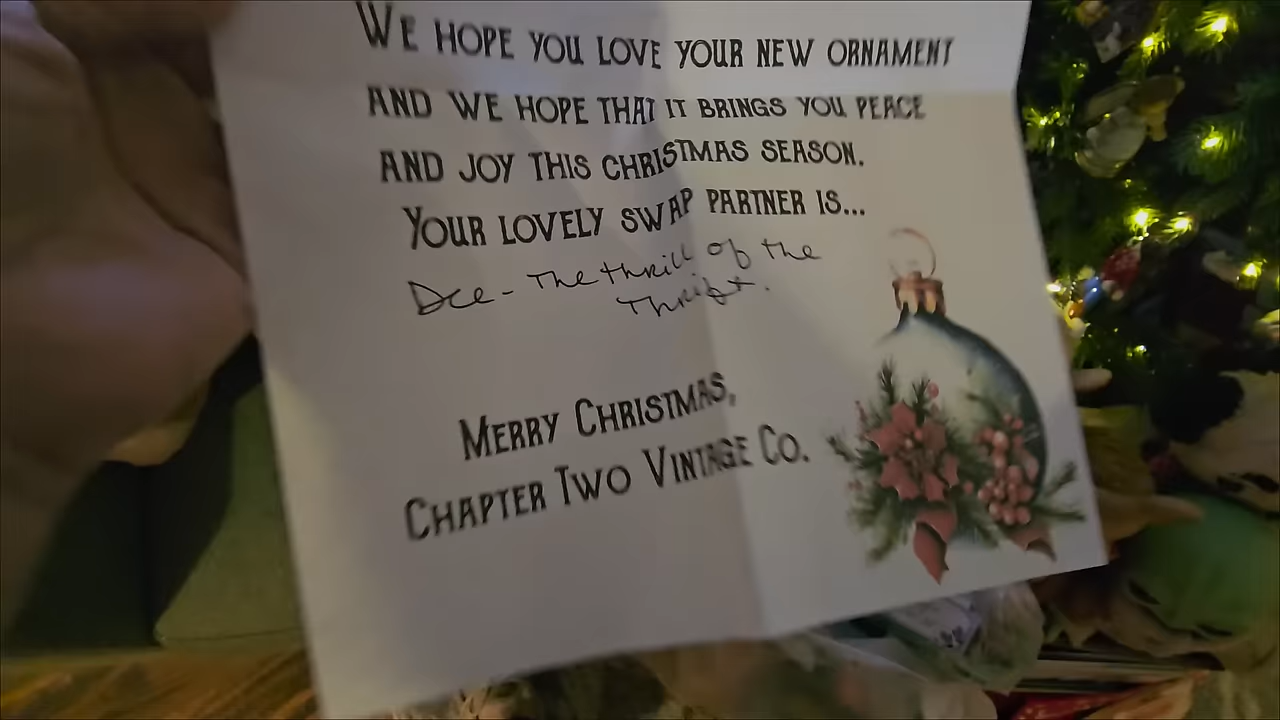 WE HOPE YOU LOVE YOUR NEW ORNAMENT
AND WE HOPE THAT IT BRINGS YOU PEACE
AND JOY THIS CHRISTMAS SEASON.
YOUR LOVELY SWAP PARTNER IS...
Dee - The Thrill of the
Thrift.
MERRY CHRISTMAS,
CHAPTER TWO VINTAGE CO.